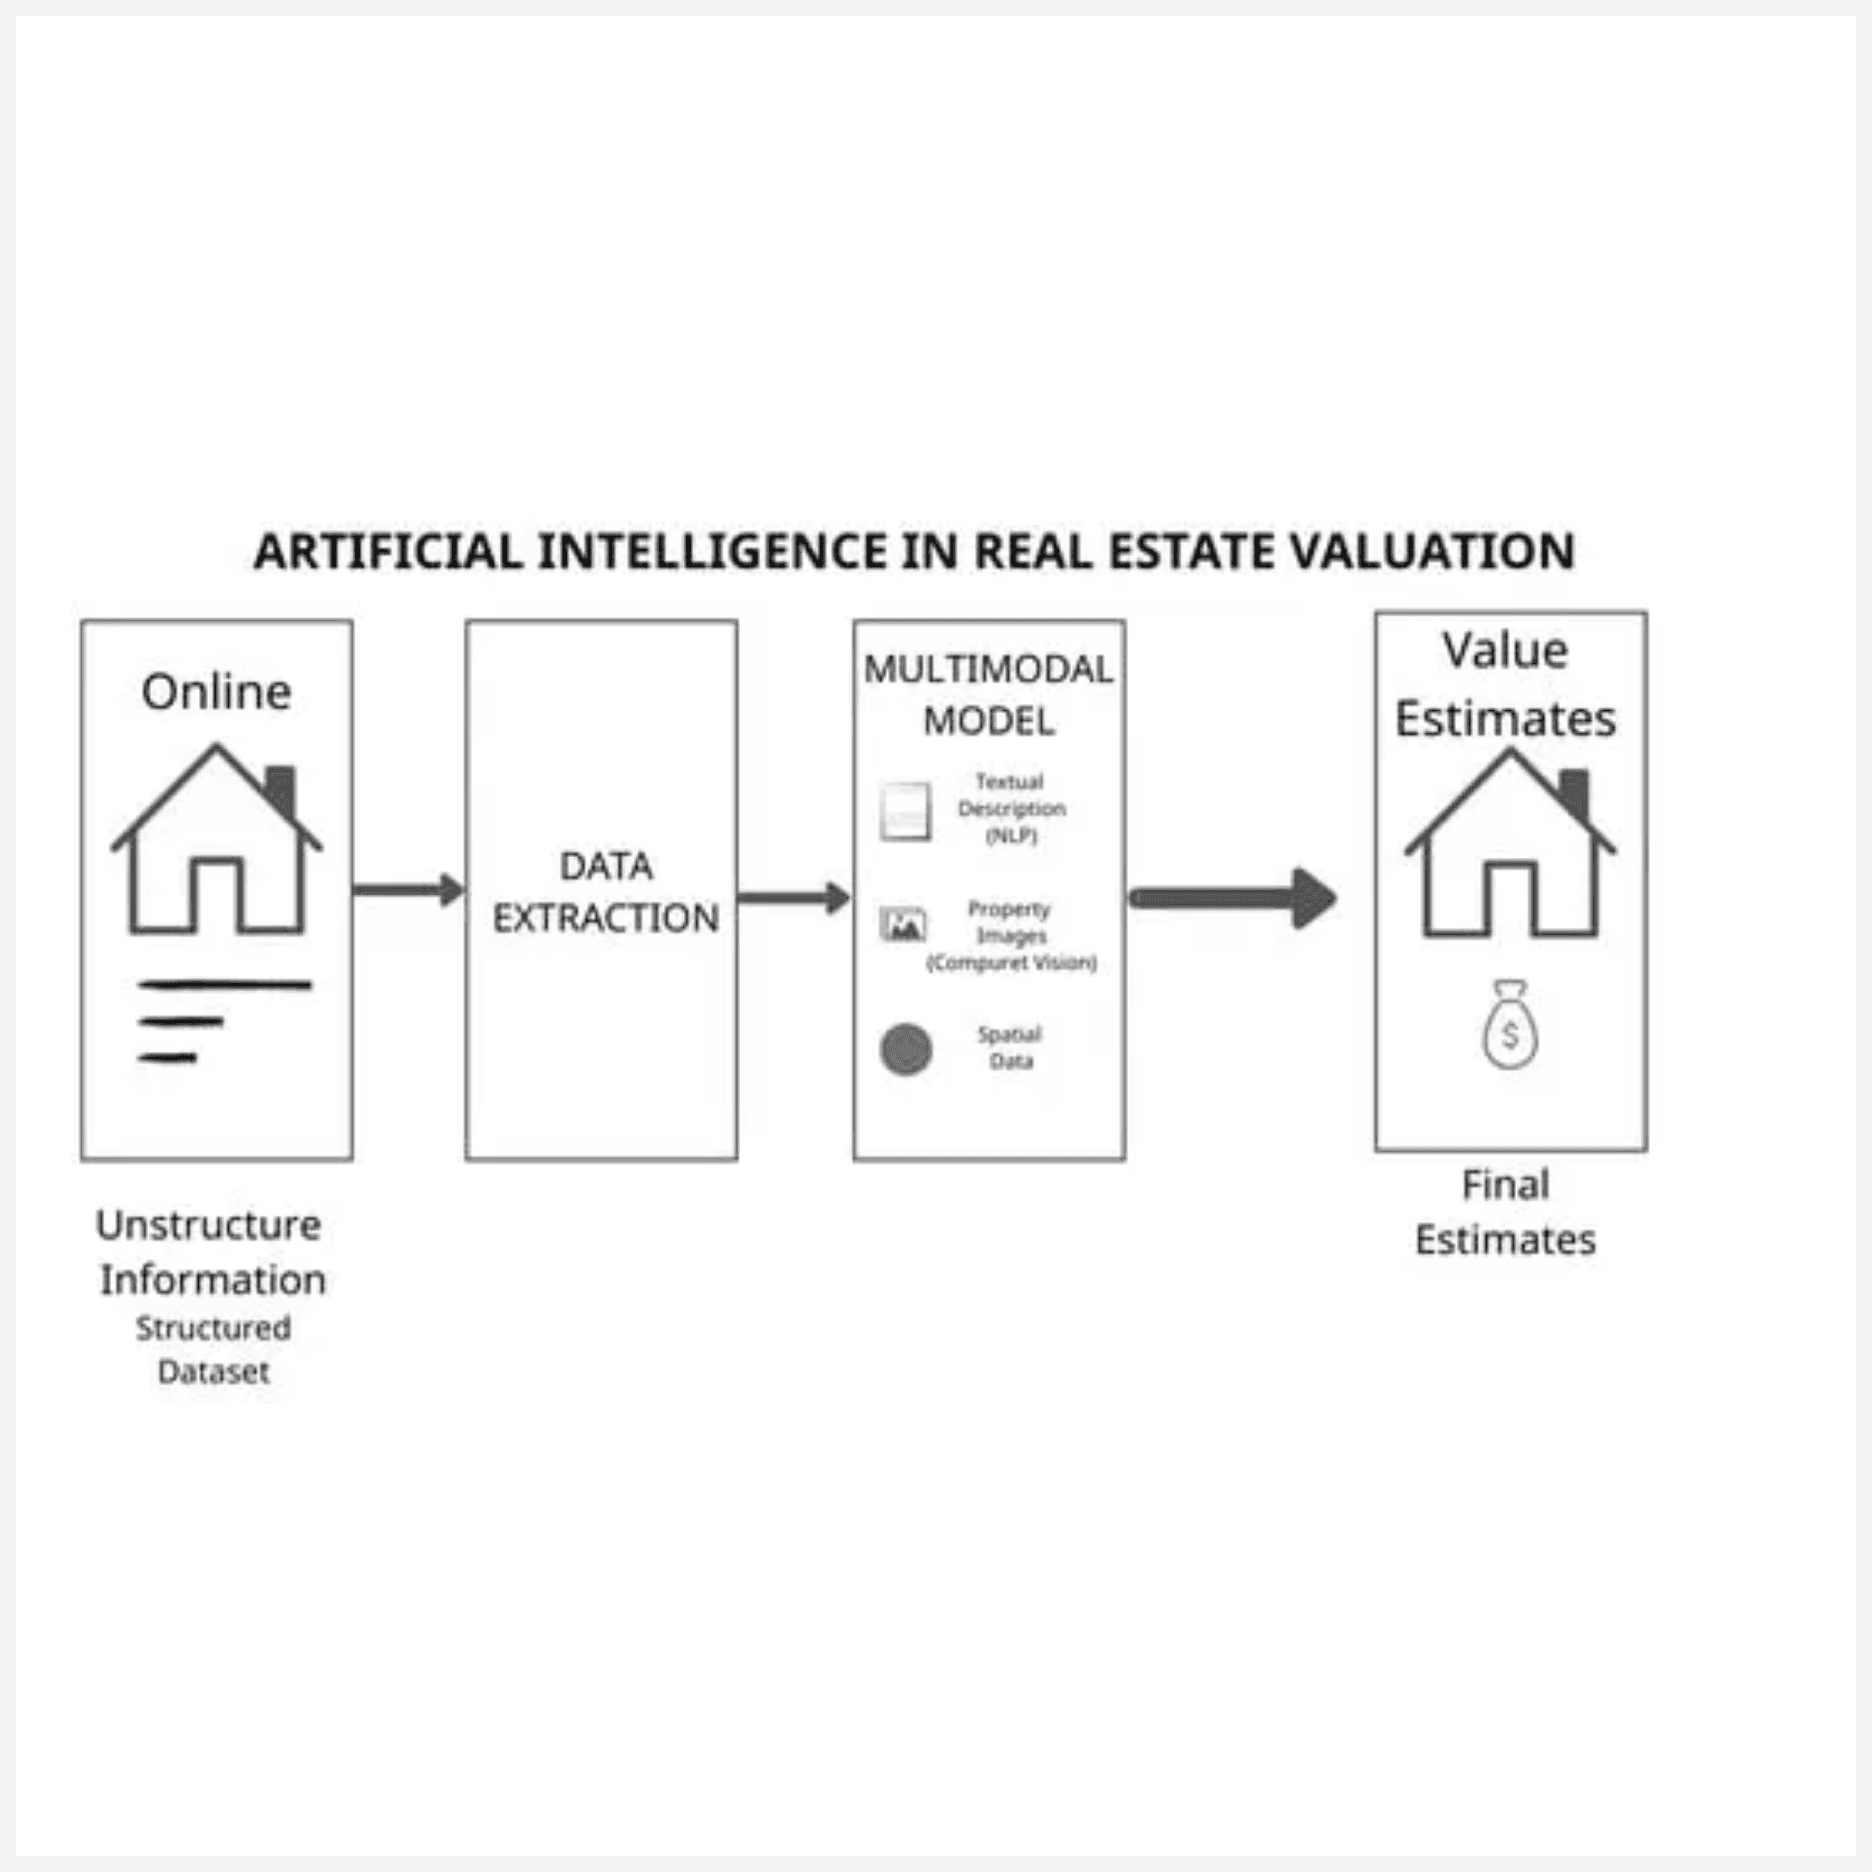 ARTIFICIAL INTELLIGENCE IN REAL ESTATE VALUATION
Online
Unstructure
Information
Structured
Dataset
DATA
EXTRACTION
MULTIMODAL
MODEL
Textual
Description
(NLP)
Property
Images
(Compuret Vision)
Spatial
Data
Value
Estimates
$
Final
Estimates